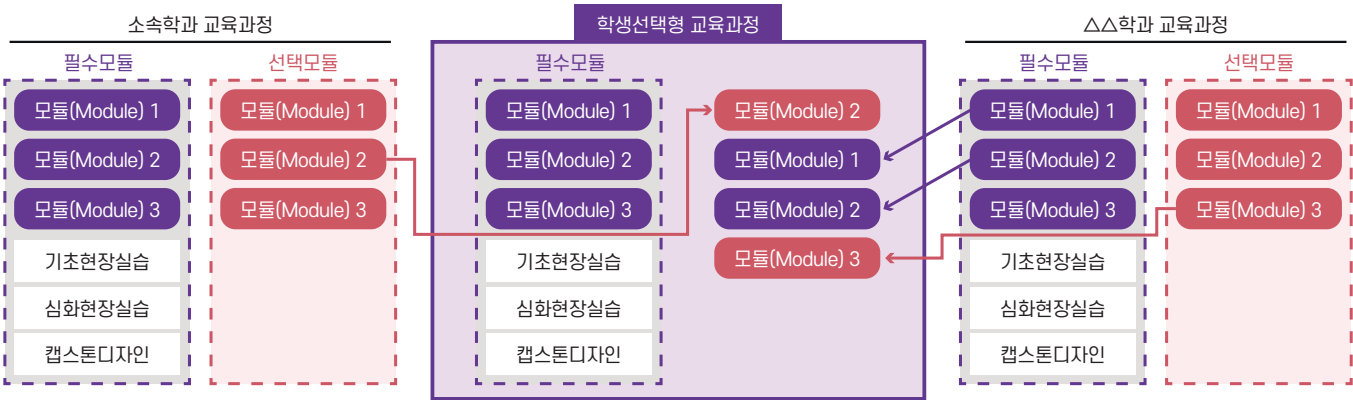 소속학과 교육과정
필수모듈
모듈(Module) 1
모듈(Module) 2
모듈(Module) 3
기초현장실습
심화현장실습
캡스톤디자인
선택모듈
모듈(Module) 1
모듈(Module) 2
모듈(Module) 3
학생선택형 교육과정
필수모듈
모듈(Module) 1
모듈(Module) 2
모듈(Module) 3
기초현장실습
심화현장실습
캡스톤디자인
모듈(Module) 2
모듈(Module) 1
모듈(Module) 2
모듈(Module) 3
△△학과 교육과정
필수모듈
모듈(Module) 1
모듈(Module) 2
모듈(Module) 3
기초현장실습
심화현장실습
캡스톤디자인
선택모듈
모듈(Module) 1
모듈(Module) 2
모듈(Module) 3